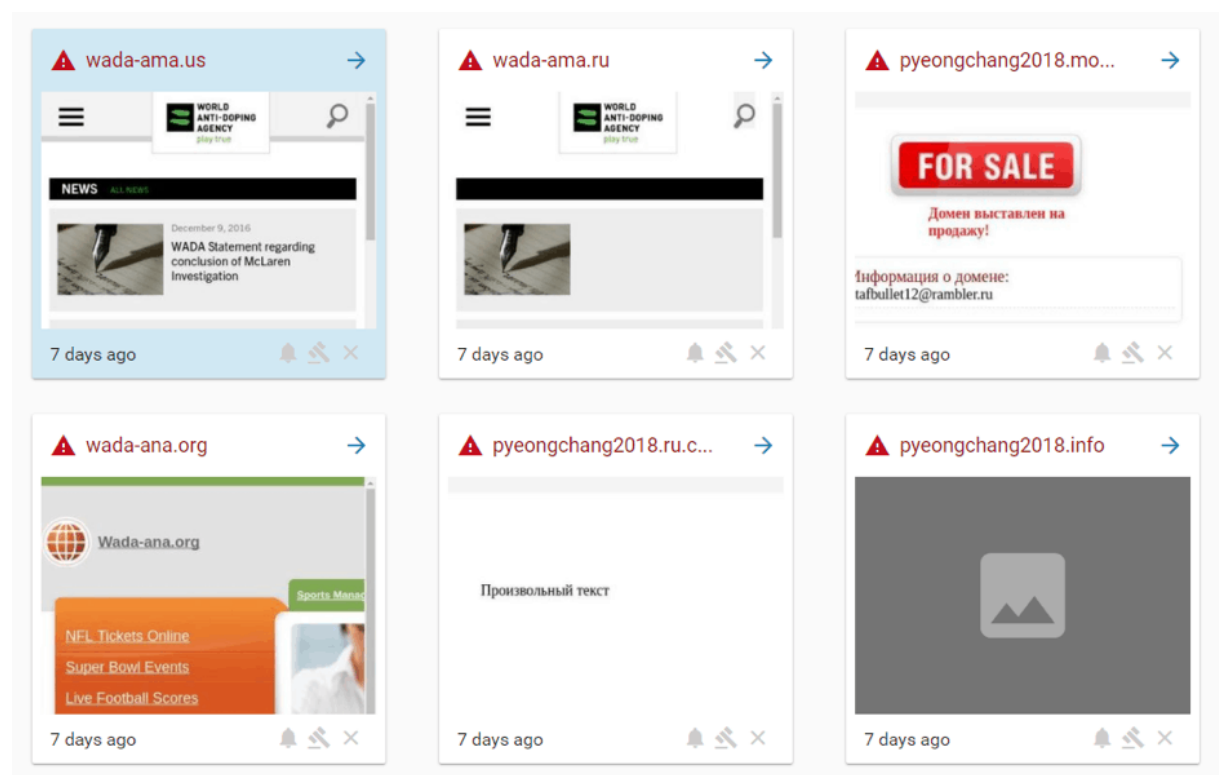 wada-ama.us
WORLD
ANTI-DOPING
AGENCY
play true
NEWS ALL NEWS
December 9, 2016
WADA Statement regarding
conclusion of McLaren
Investigation
7 days ago
wada-ama.ru
WORLD
ANTI-DOPING
AGENCY
play true
7 days ago
pyeongchang2018.mo...
FOR SALE
Домен выставлен на
продажу!
Информация о домене:
tafbullet12@rambler.ru
7 days ago
wada-ana.org
Wada-ana.org
Sports Manag
NFL Tickets Online
Super Bowl Events
Live Football Scores
7 days ago
pyeongchang2018.ru.c...
Произвольный текст
7 days ago
pyeongchang2018.info
7 days ago